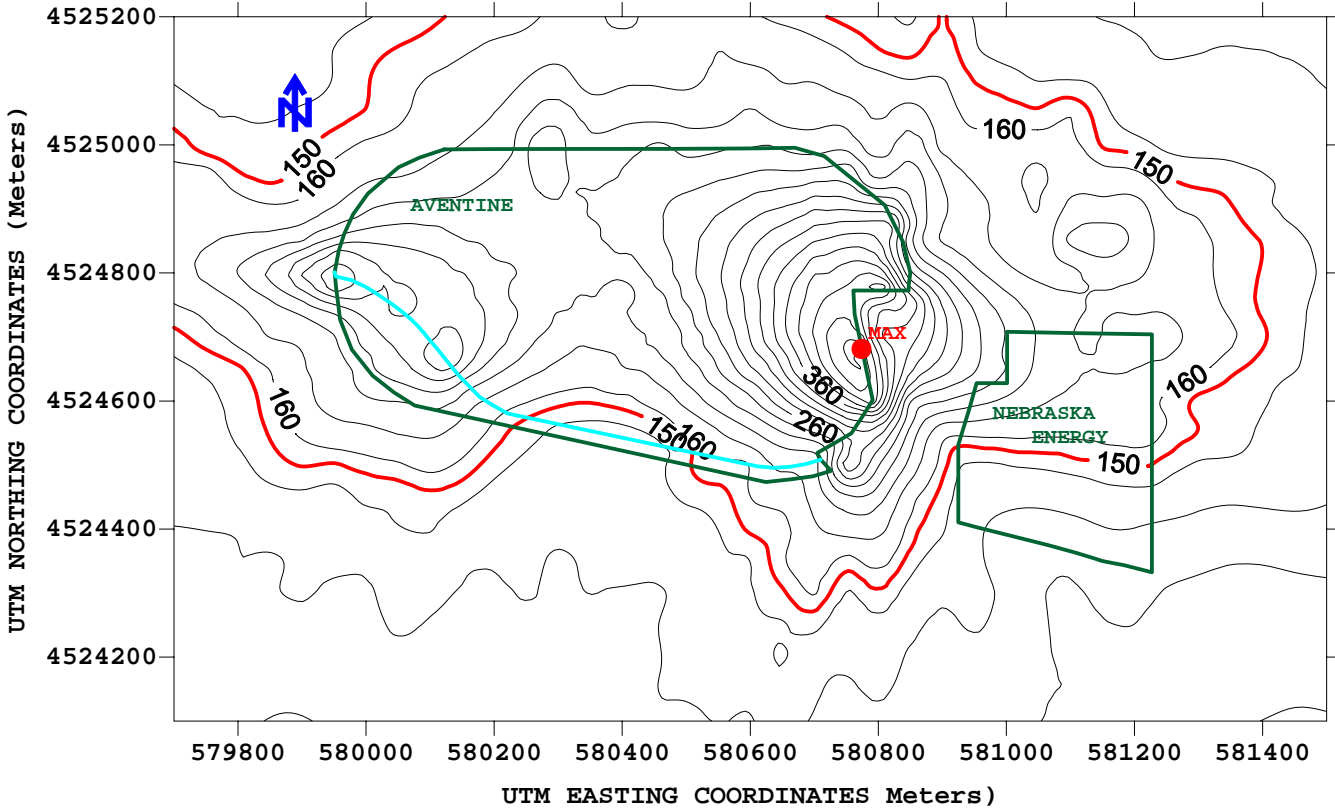 4525200
4525000
4524800
4524600
4524400
4524200
UTM NORTHING COORDINATES (Meters)
N
150
160
160
150
AVENTINE
MAX
360
260
160
150
160
NEBRASKA
ENERGY
160
150
579800 580000 580200 580400 580600 580800 581000 581200 581400
UTM EASTING COORDINATES Meters)